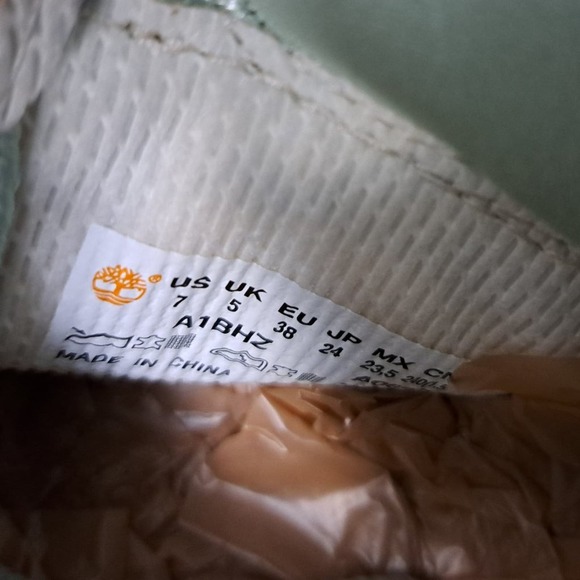 US UK EU JP MX
7 5 38 24 23,5
A1BHZ
MADE IN CHINA